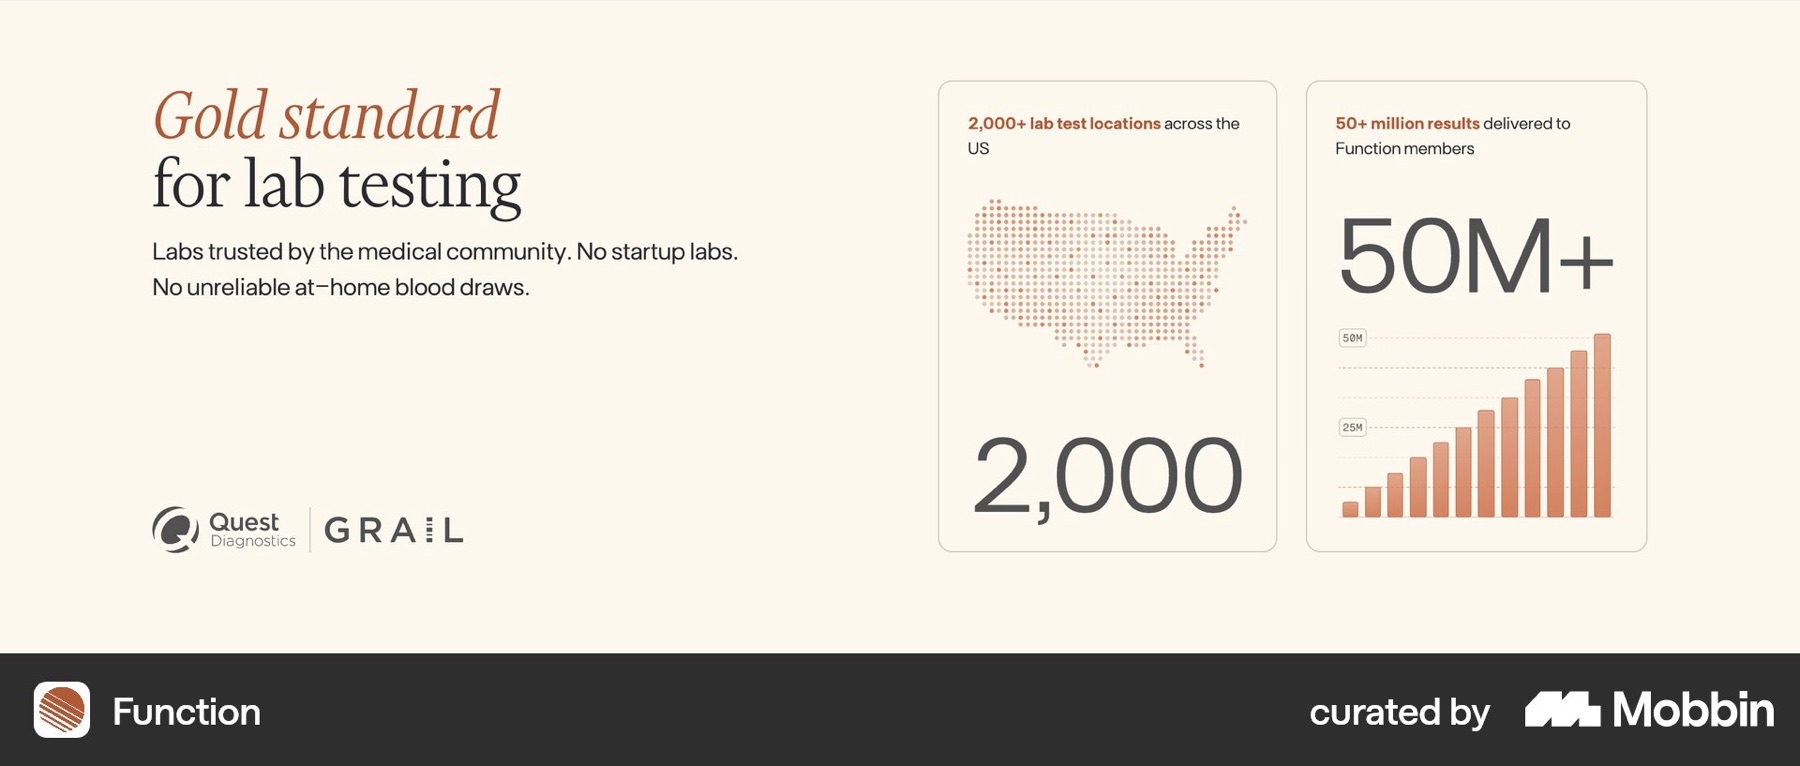 Gold standard
for lab testing
Labs trusted by the medical community. No startup labs.
No unreliable at–home blood draws.
Quest
Diagnostics
GRAIL
2,000+ lab test locations across the
US
2,000
50+ million results delivered to
Function members
50M+
50M
25M
Function
curated by
Mobbin